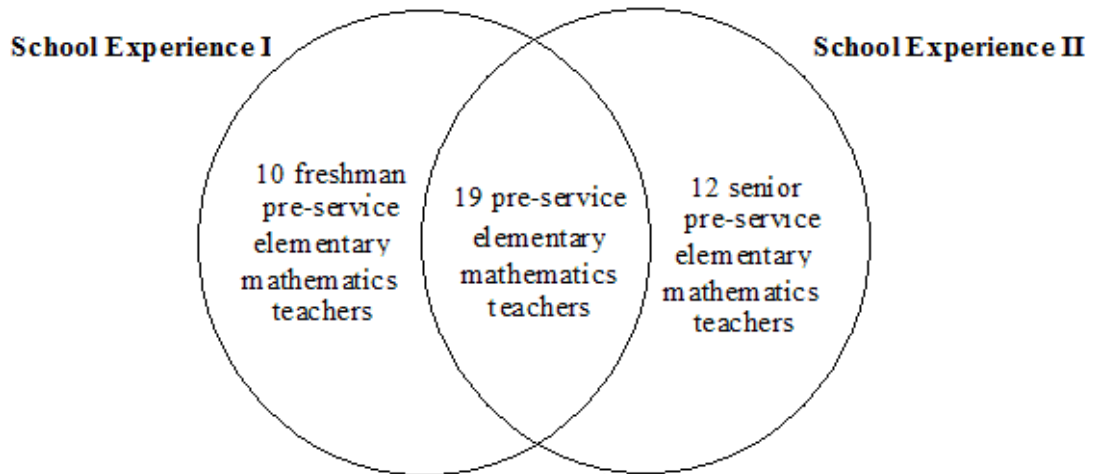 School Experience I
School Experience II
10 freshman
pre-service
elementary
mathematics
teachers
19 pre-service
elementary
mathematics
teachers
12 senior
pre-service
elementary
mathematics
teachers